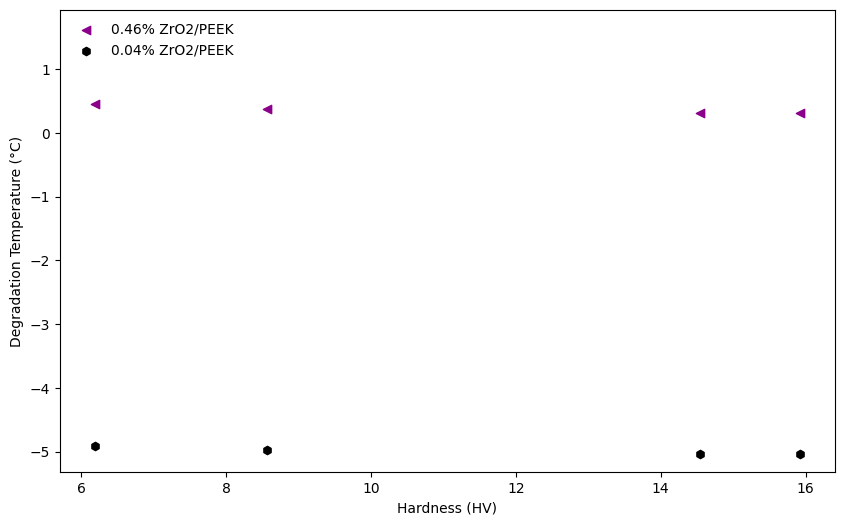 0.46% ZrO2/PEEK
0.04% ZrO2/PEEK
1
0
−1
−2
−3
−4
−5
Degradation Temperature (°C)
6 8 10 12 14 16
Hardness (HV)